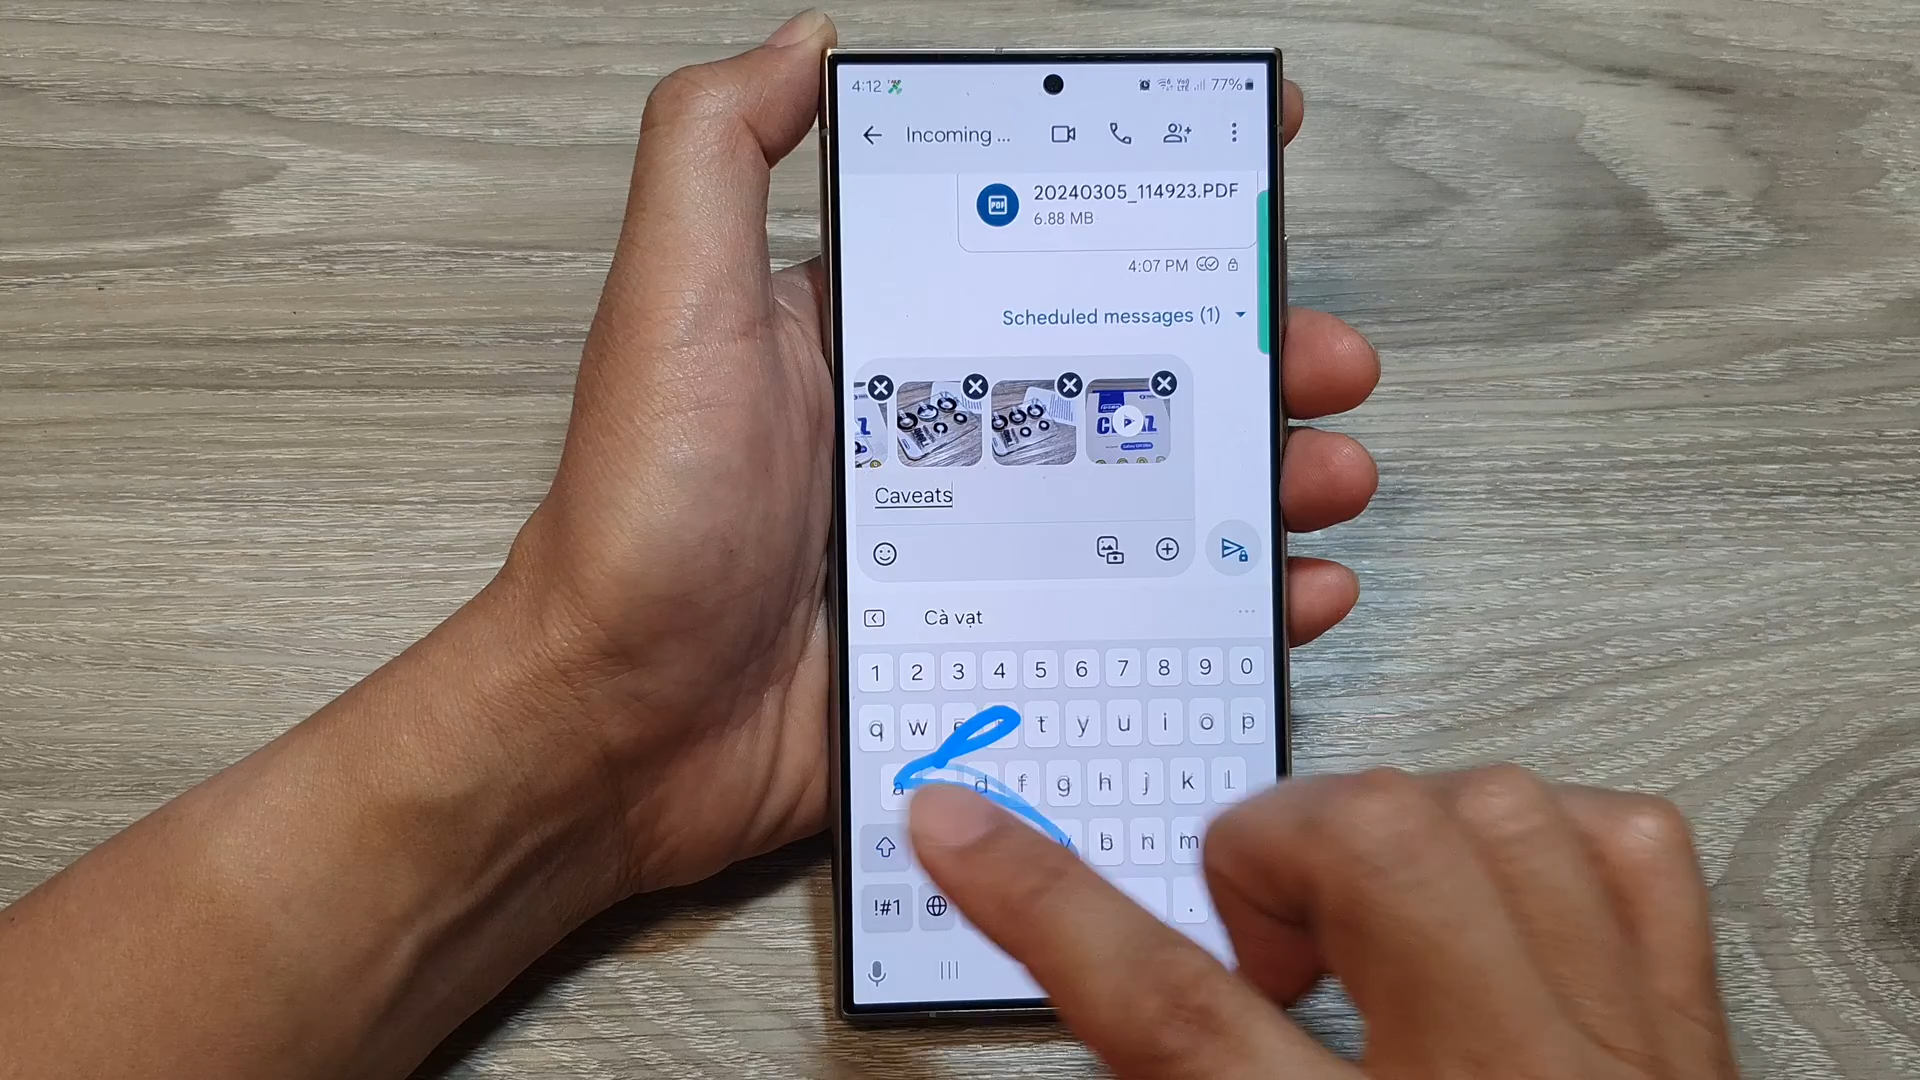 4:12
77%
Incoming ...
PDF
20240305_114923.PDF
6.88 MB
4:07 PM
Scheduled messages (1)
Caveats
Cà vạt
1 2 3 4 5 6 7 8 9 0
q w e t y u i o p
a d f g h j k l
v b n m
!#1 .